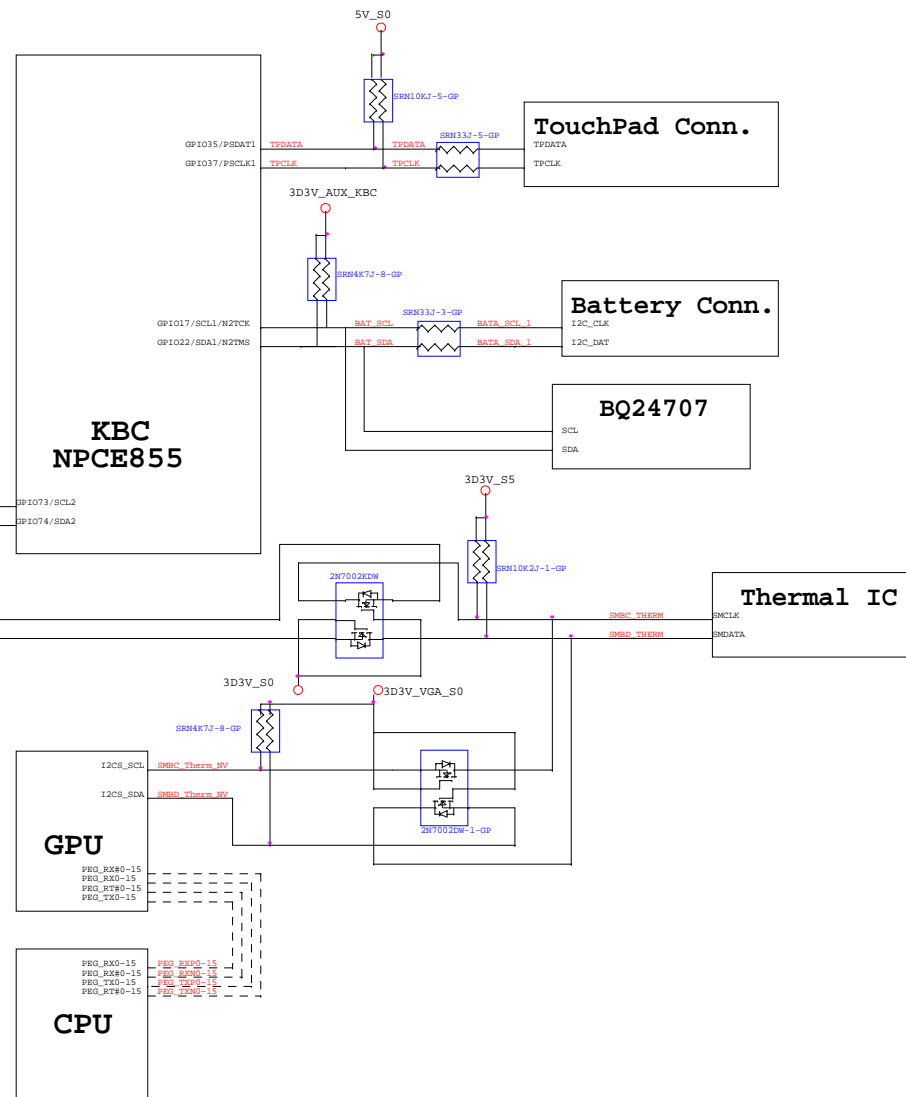 5V_S0
SRN10KJ-5-GP
TouchPad Conn.
SRN33J-5-GP
GPIO35/PSDAT1 TPDATA TPDATA TPDATA
GPIO37/PSCLK1 TPCLK TPCLK TPCLK
3D3V_AUX_KBC
SRN4K7J-8-GP
Battery Conn.
SRN33J-3-GP
GPIO17/SCL1/N2TCK BAT_SCL BATA_SCL_1 I2C_CLK
GPIO22/SDA1/N2TMS BAT_SDA BATA_SDA_1 I2C_DAT
BQ24707
KBC
NPCE855
SCL
SDA
3D3V_S5
GPIO73/SCL2
GPIO74/SDA2
SRN10K2J-1-GP
2N7002KDW
Thermal IC
SMBC_THERM SMCLK
SMBD_THERM SMDATA
3D3V_S0 3D3V_VGA_S0
SRN4K7J-8-GP
I2CS_SCL SMBC_Therm_NV
I2CS_SDA SMBD_Therm_NV
2N7002DW-1-GP
GPU
PEG_RX#0-15
PEG_RX0-15
PEG_RT#0-15
PEG_TX0-15
PEG_RX0-15 PEG_RXP0-15
PEG_RX#0-15 PEG_RXN0-15
PEG_TX0-15 PEG_TXP0-15
PEG_RT#0-15 PEG_TXN0-15
CPU